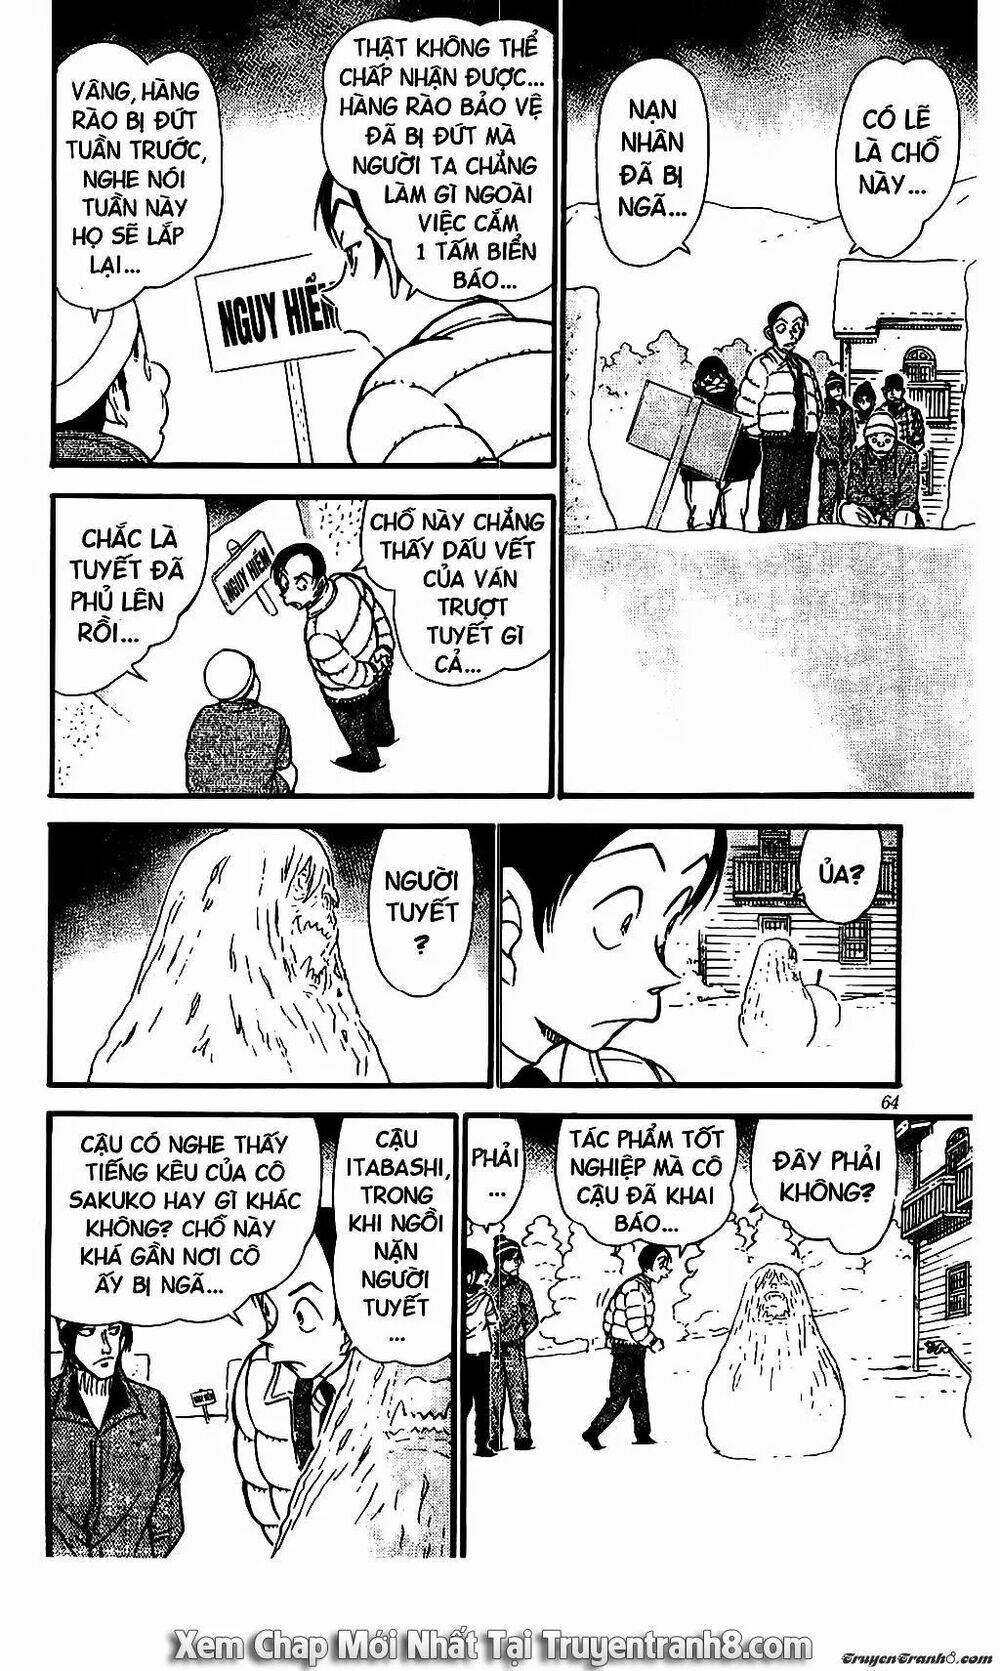 CÓ LẼ
LÀ CHỖ
NÀY...
NẠN
NHÂN
ĐÃ BỊ
NGÃ...
THẬT KHÔNG THỂ
CHẤP NHẬN ĐƯỢC...
HÀNG RÀO BẢO VỆ
ĐÃ BỊ ĐỨT MÀ
NGƯỜI TA CHẲNG
LÀM GÌ NGOÀI
VIỆC CẮM
1 TẤM BIỂN
BÁO...
VÂNG, HÀNG
RÀO BỊ ĐỨT
TUẦN TRƯỚC,
NGHE NÓI
TUẦN NÀY
HỌ SẼ LẮP
LẠI...
NGUY HIỂM
CHỖ NÀY CHẲNG
THẤY DẤU VẾT
CỦA VÁN
TRƯỢT
TUYẾT GÌ
CẢ...
NGUY HIỂM
CHẮC LÀ
TUYẾT ĐÃ
PHỦ LÊN
RỒI...
ỦA?
NGƯỜI
TUYẾT
?
64
ĐÂY PHẢI
KHÔNG?
TÁC PHẨM TỐT
NGHIỆP MÀ CÔ
CẬU ĐÃ KHAI
BÁO...
PHẢI
...
CẬU
ITABASHI,
TRONG
KHI NGỒI
NẶN
NGƯỜI
TUYẾT
...
CẬU CÓ NGHE THẤY
TIẾNG KÊU CỦA CÔ
SAKUKO HAY GÌ KHÁC
KHÔNG? CHỖ NÀY
KHÁ GẦN NƠI CÔ
ẤY BỊ NGÃ...
NGUY HIỂM
Xem Chap Mới Nhất Tại Truyentranh8.com
TruyenTranh8.com